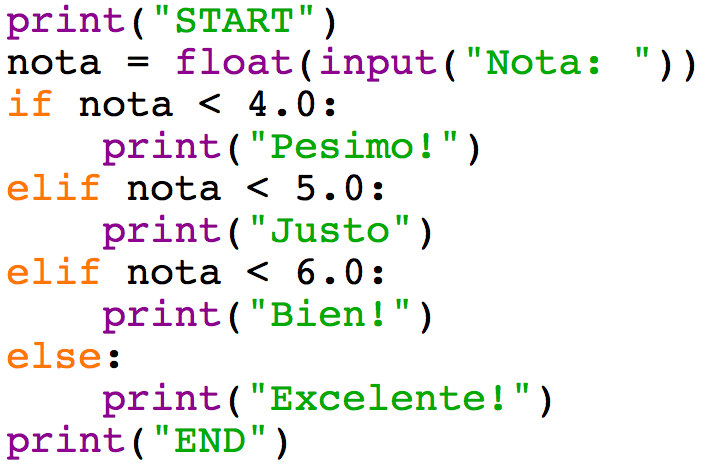 print("START")
nota = float(input("Nota: "))
if nota < 4.0:
    print("Pesimo!")
elif nota < 5.0:
    print("Justo")
elif nota < 6.0:
    print("Bien!")
else:
    print("Excelente!")
print("END")